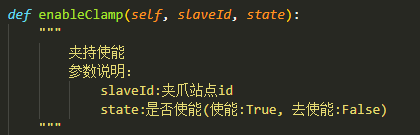 def enableClamp(self, slaveId, state):
"""
夹持使能
参数说明:
slaveId:夹爪站点id
state:是否使能(使能:True, 去使能:False)
"""